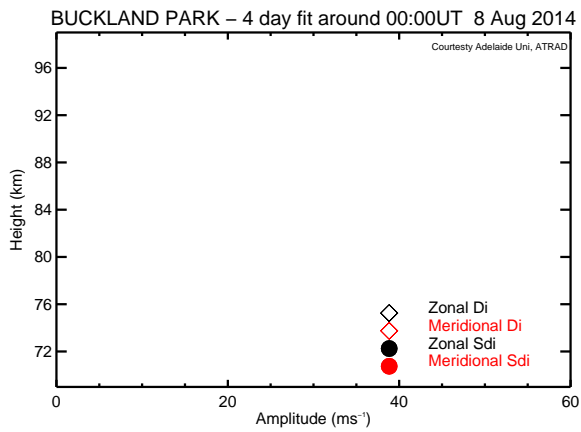 BUCKLAND PARK – 4 day fit around 00:00UT 8 Aug 2014
Courtesty Adelaide Uni, ATRAD
96
92
88
84
80
76
72
Height (km)
Zonal Di
Meridional Di
Zonal Sdi
Meridional Sdi
0 20 40 60
Amplitude (ms⁻¹)